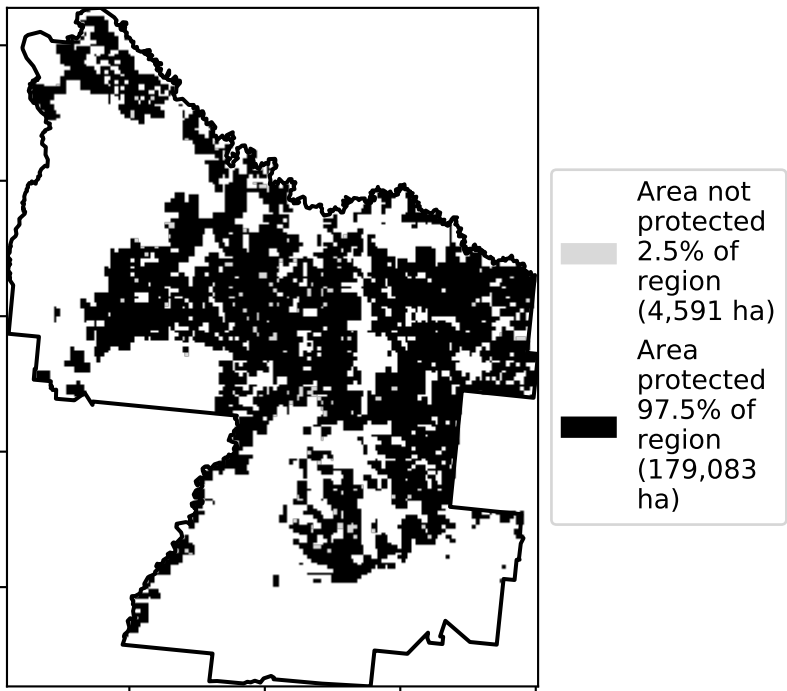 Area not
protected
2.5% of
region
(4,591 ha)
Area
protected
97.5% of
region
(179,083
ha)